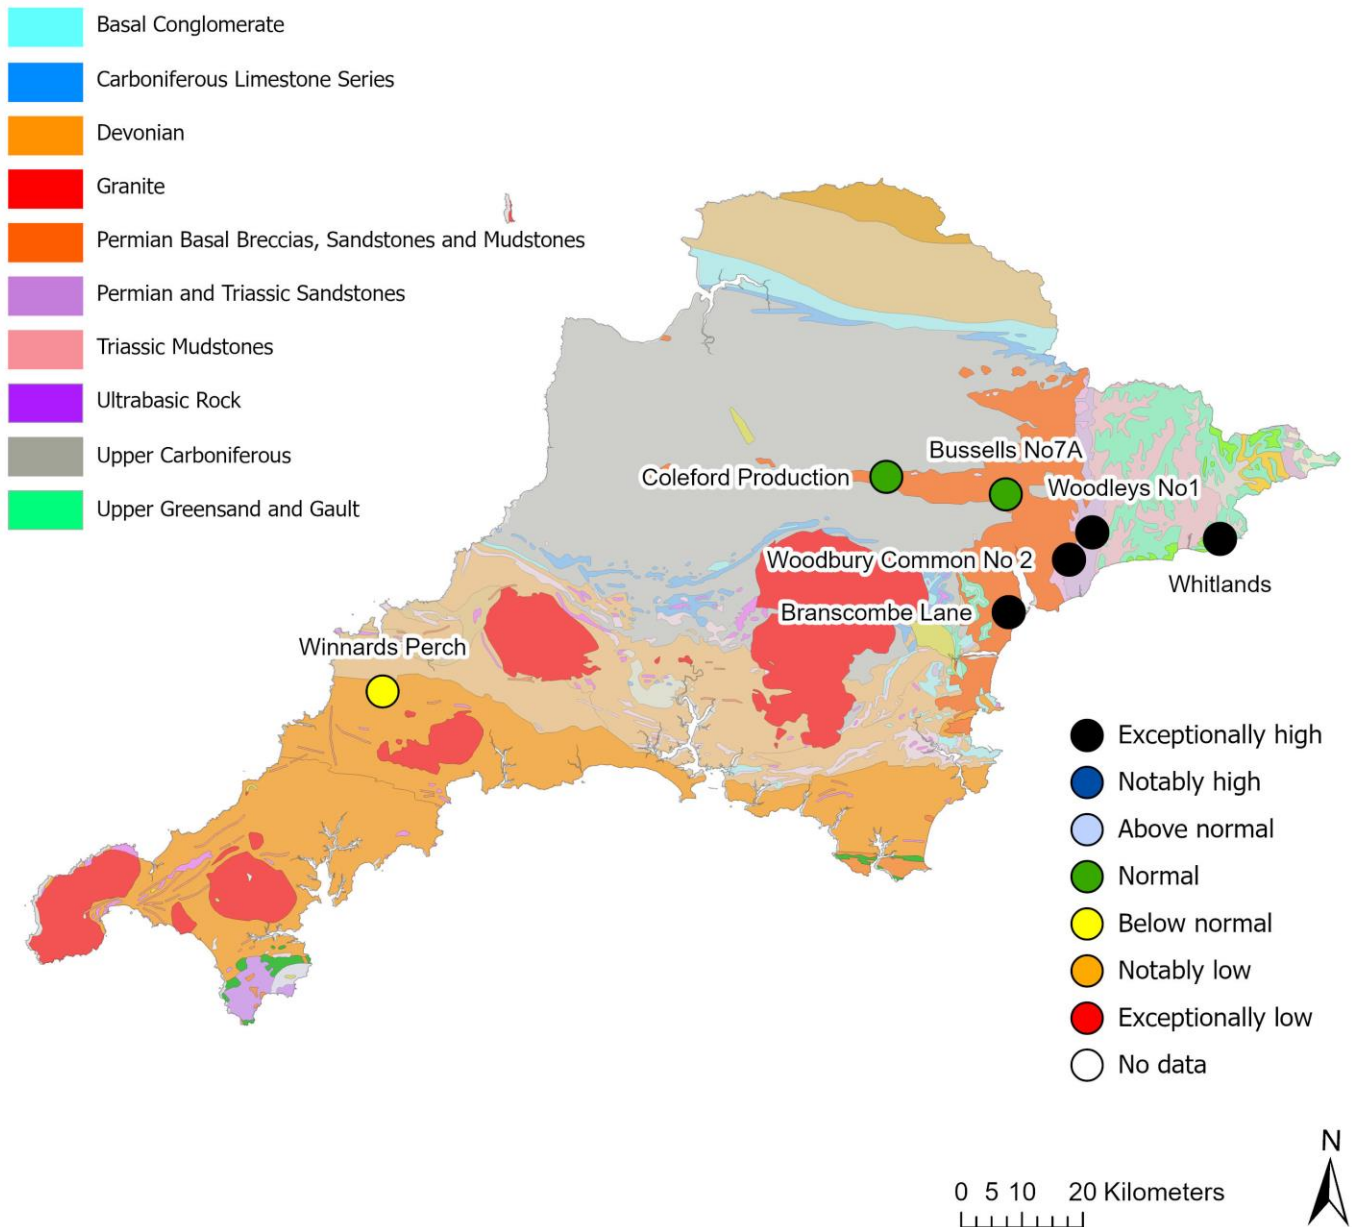 Basal Conglomerate
Carboniferous Limestone Series
Devonian
Granite
Permian Basal Breccias, Sandstones and Mudstones
Permian and Triassic Sandstones
Triassic Mudstones
Ultrabasic Rock
Upper Carboniferous
Upper Greensand and Gault
Bussells No7A
Coleford Production
Woodleys No1
Woodbury Common No 2
Whitlands
Branscombe Lane
Winnards Perch
Exceptionally high
Notably high
Above normal
Normal
Below normal
Notably low
Exceptionally low
No data
N
0 5 10 20 Kilometers